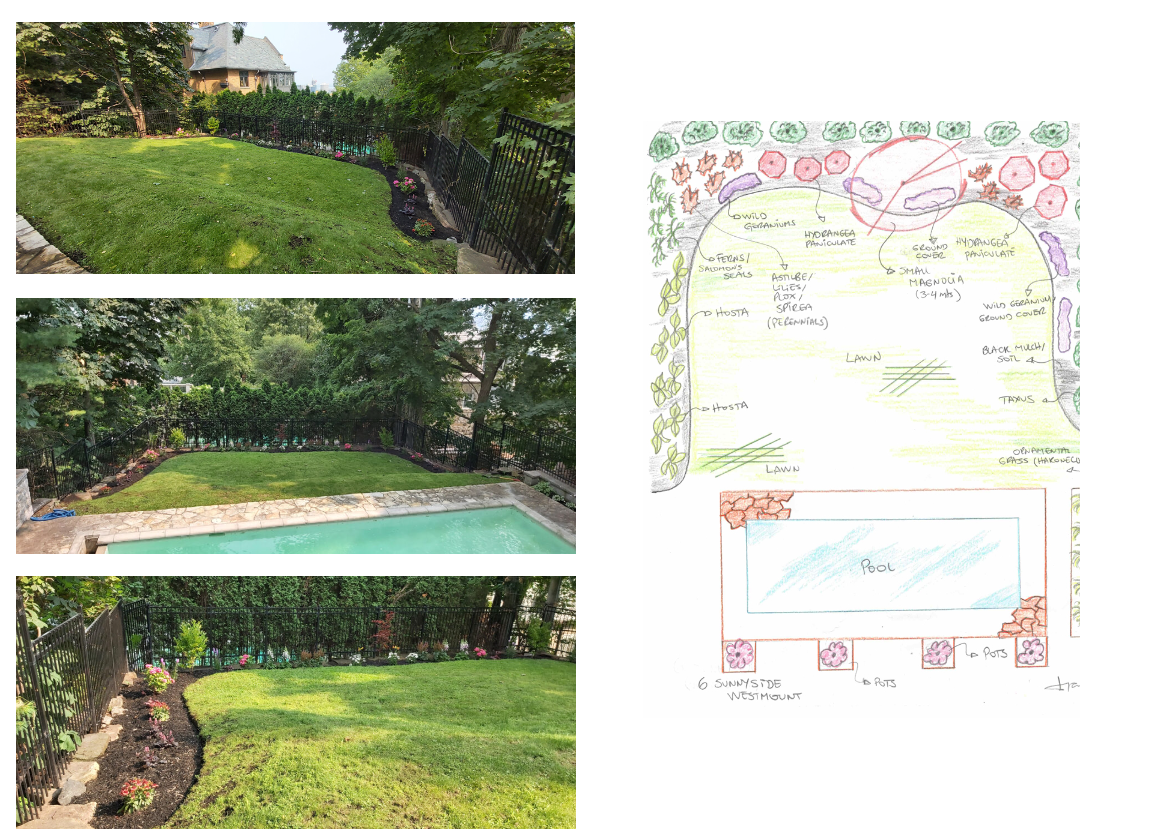 WILD
GERANIUMS
HYDRANGEA
PANICULATE
GROUND
COVER
HYDRANGEA
PANICULATE
FERNS/
SALOMON'S
SEALS
ASTILBE/
LILIES/
PLOX/
SPIREA
(PERENNIALS)
SMALL
MAGNOLIA
(3-4 mts)
HOSTA
WILD GERANIUM/
GROUND COVER
LAWN
BLACK MULCH/
SOIL
HOSTA
TAXUS
LAWN
ORNAMENTAL
GRASS
POOL
POTS
POTS
6 SUNNYSIDE
WESTMOUNT